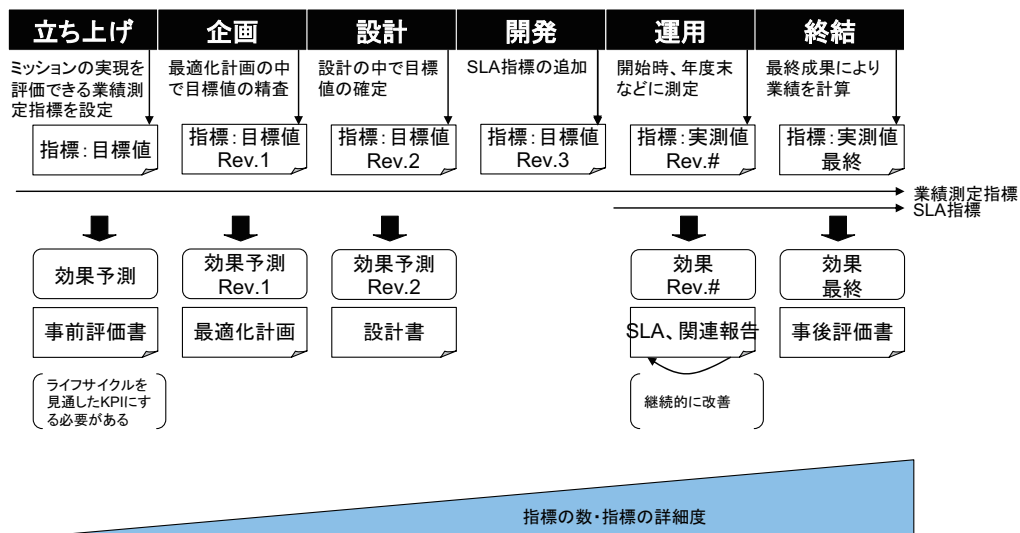 立ち上げ
企画
設計
開発
運用
終結
ミッションの実現を
評価できる業績測
定指標を設定
最適化計画の中
で目標値の精査
設計の中で目標
値の確定
SLA指標の追加
開始時、年度末
などに測定
最終成果により
業績を計算
指標:目標値
指標:目標値
Rev.1
指標:目標値
Rev.2
指標:目標値
Rev.3
指標:実測値
Rev.#
指標:実測値
最終
業績測定指標
SLA指標
効果予測
効果予測
Rev.1
効果予測
Rev.2
効果
Rev.#
効果
最終
事前評価書
最適化計画
設計書
SLA、関連報告
事後評価書
ライフサイクルを
見通したKPIにす
る必要がある
継続的に改善
指標の数・指標の詳細度